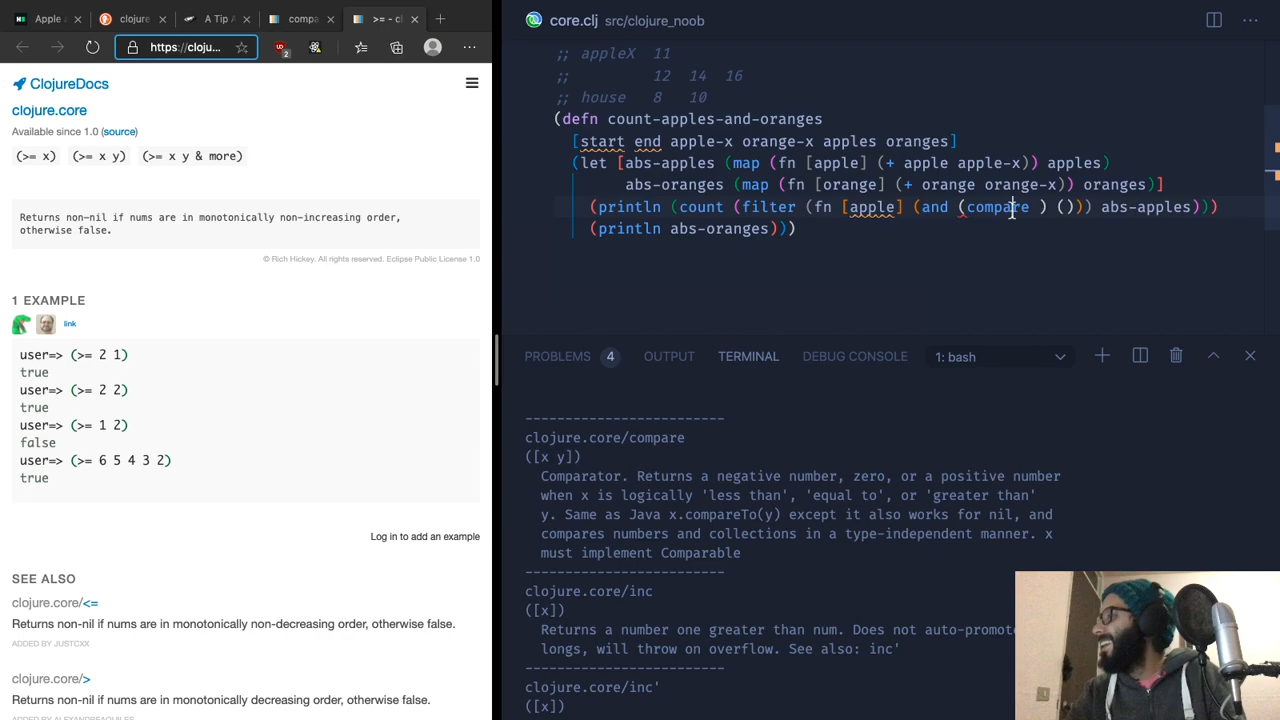 Apple
clojure
A Tip A
compa
>= - cl
https://cloju...
2
ClojureDocs
clojure.core
Available since 1.0 (source)
(>= x) (>= x y) (>= x y & more)
Returns non-nil if nums are in monotonically non-increasing order,
otherwise false.
© Rich Hickey. All rights reserved. Eclipse Public License 1.0
1 EXAMPLE
link
user=> (>= 2 1)
true
user=> (>= 2 2)
true
user=> (>= 1 2)
false
user=> (>= 6 5 4 3 2)
true
Log in to add an example
SEE ALSO
clojure.core/<=
Returns non-nil if nums are in monotonically non-decreasing order, otherwise false.
ADDED BY JUSTCXX
clojure.core/>
Returns non-nil if nums are in monotonically decreasing order, otherwise false.
core.clj src/clojure_noob
;; appleX 11
;; 12 14 16
;; house 8 10
(defn count-apples-and-oranges
[start end apple-x orange-x apples oranges]
(let [abs-apples (map (fn [apple] (+ apple apple-x)) apples)
abs-oranges (map (fn [orange] (+ orange orange-x)) oranges)]
(println (count (filter (fn [apple] (and (compare ) ())) abs-apples)))
(println abs-oranges)))
PROBLEMS 4 OUTPUT TERMINAL DEBUG CONSOLE 1: bash
-------------------------
clojure.core/compare
([x y])
Comparator. Returns a negative number, zero, or a positive number
when x is logically 'less than', 'equal to', or 'greater than'
y. Same as Java x.compareTo(y) except it also works for nil, and
compares numbers and collections in a type-independent manner. x
must implement Comparable
-------------------------
clojure.core/inc
([x])
Returns a number one greater than num. Does not auto-promote
longs, will throw on overflow. See also: inc'
-------------------------
clojure.core/inc'
([x])